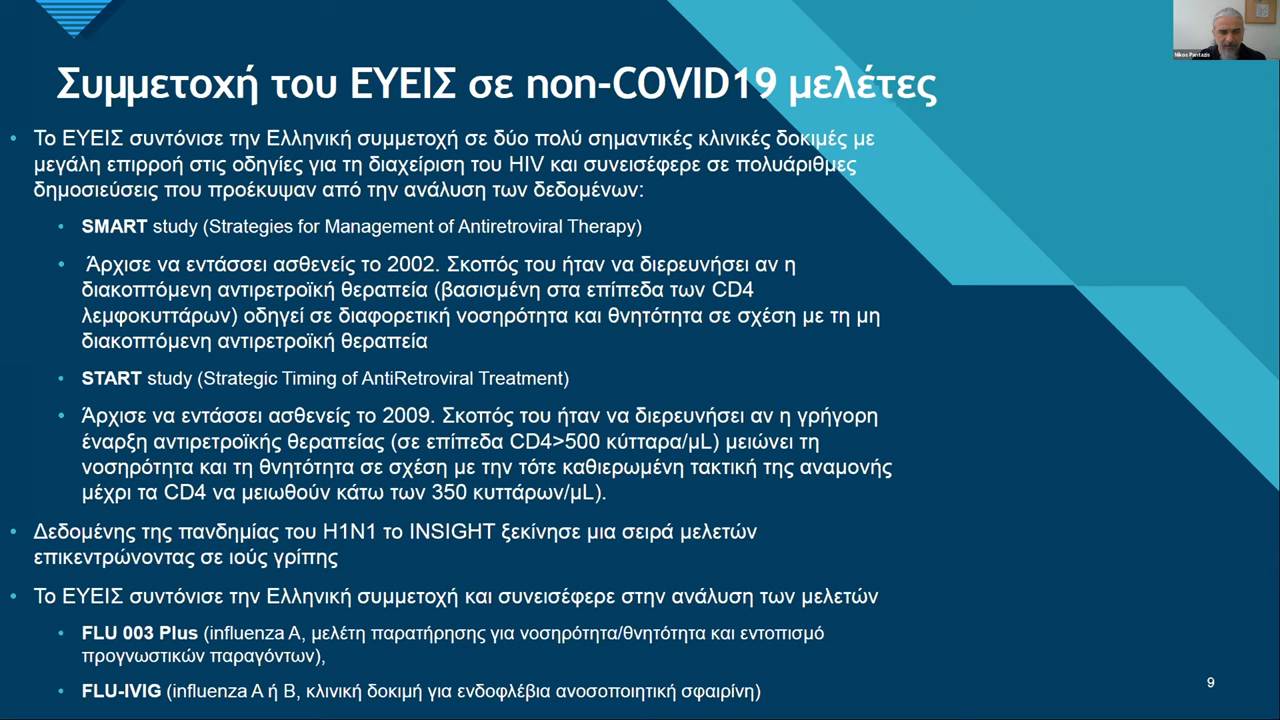 Συμμετοχή του ΕΥΕΙΣ σε non-COVID19 μελέτες
Nikos Pantazis
• Το ΕΥΕΙΣ συντόνισε την Ελληνική συμμετοχή σε δύο πολύ σημαντικές κλινικές δοκιμές με
μεγάλη επιρροή στις οδηγίες για τη διαχείριση του HIV και συνεισέφερε σε πολυάριθμες
δημοσιεύσεις που προέκυψαν από την ανάλυση των δεδομένων:
• SMART study (Strategies for Management of Antiretroviral Therapy)
• Άρχισε να εντάσσει ασθενείς το 2002. Σκοπός του ήταν να διερευνήσει αν η
διακοπτόμενη αντιρετροϊκή θεραπεία (βασισμένη στα επίπεδα των CD4
λεμφοκυττάρων) οδηγεί σε διαφορετική νοσηρότητα και θνητότητα σε σχέση με τη μη
διακοπτόμενη αντιρετροϊκή θεραπεία
• START study (Strategic Timing of AntiRetroviral Treatment)
• Άρχισε να εντάσσει ασθενείς το 2009. Σκοπός του ήταν να διερευνήσει αν η γρήγορη
έναρξη αντιρετροϊκής θεραπείας (σε επίπεδα CD4>500 κύτταρα/μL) μειώνει τη
νοσηρότητα και τη θνητότητα σε σχέση με την τότε καθιερωμένη τακτική της αναμονής
μέχρι τα CD4 να μειωθούν κάτω των 350 κυττάρων/μL).
• Δεδομένης της πανδημίας του H1N1 το INSIGHT ξεκίνησε μια σειρά μελετών
επικεντρώνοντας σε ιούς γρίπης
• Το ΕΥΕΙΣ συντόνισε την Ελληνική συμμετοχή και συνεισέφερε στην ανάλυση των μελετών
• FLU 003 Plus (influenza A, μελέτη παρατήρησης για νοσηρότητα/θνητότητα και εντοπισμό
προγνωστικών παραγόντων),
• FLU-IVIG (influenza A ή B, κλινική δοκιμή για ενδοφλέβια ανοσοποιητική σφαιρίνη)
9